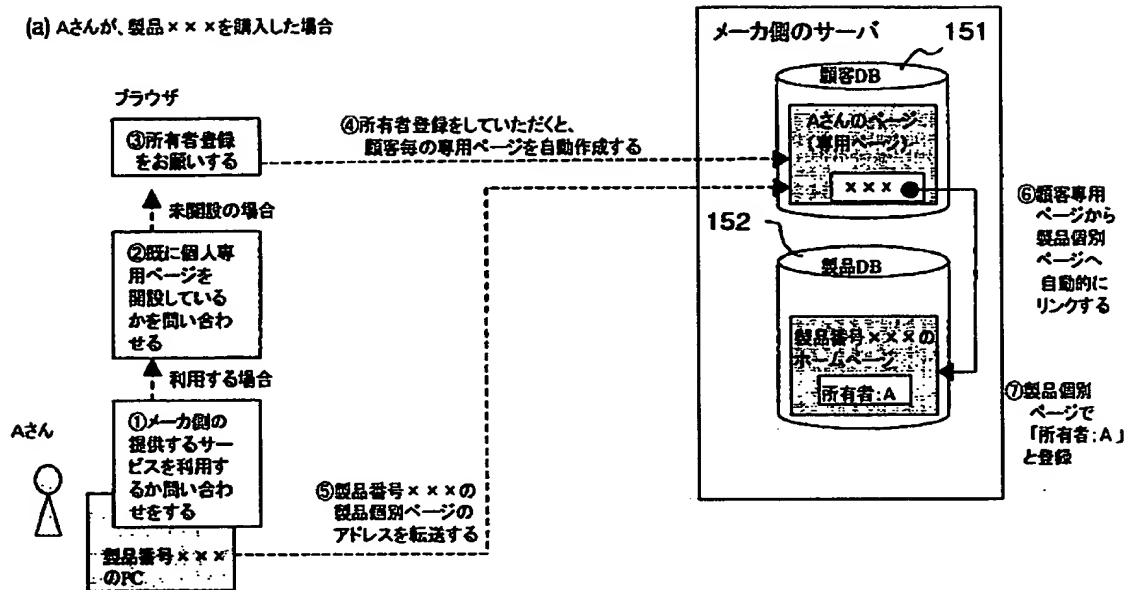 (a) Aさんが、製品×××を購入した場合
メーカ側のサーバ
151
顧客DB
Aさんのページ
(専用ページ)
×××
152
製品DB
製品番号×××の
ホームページ
所有者:A
ブラウザ
③所有者登録
をお願いする
④所有者登録をしていただくと、
顧客毎の専用ページを自動作成する
未開設の場合
②既に個人専
用ページを
開設している
かを問い合わ
せる
利用する場合
①メーカ側の
提供するサー
ビスを利用す
るか問い合わ
せをする
Aさん
製品番号×××
のPC
⑤製品番号×××の
製品個別ページの
アドレスを転送する
⑥顧客専用
ページから
製品個別
ページへ
自動的に
リンクする
⑦製品個別
ページで
「所有者:A」
と登録